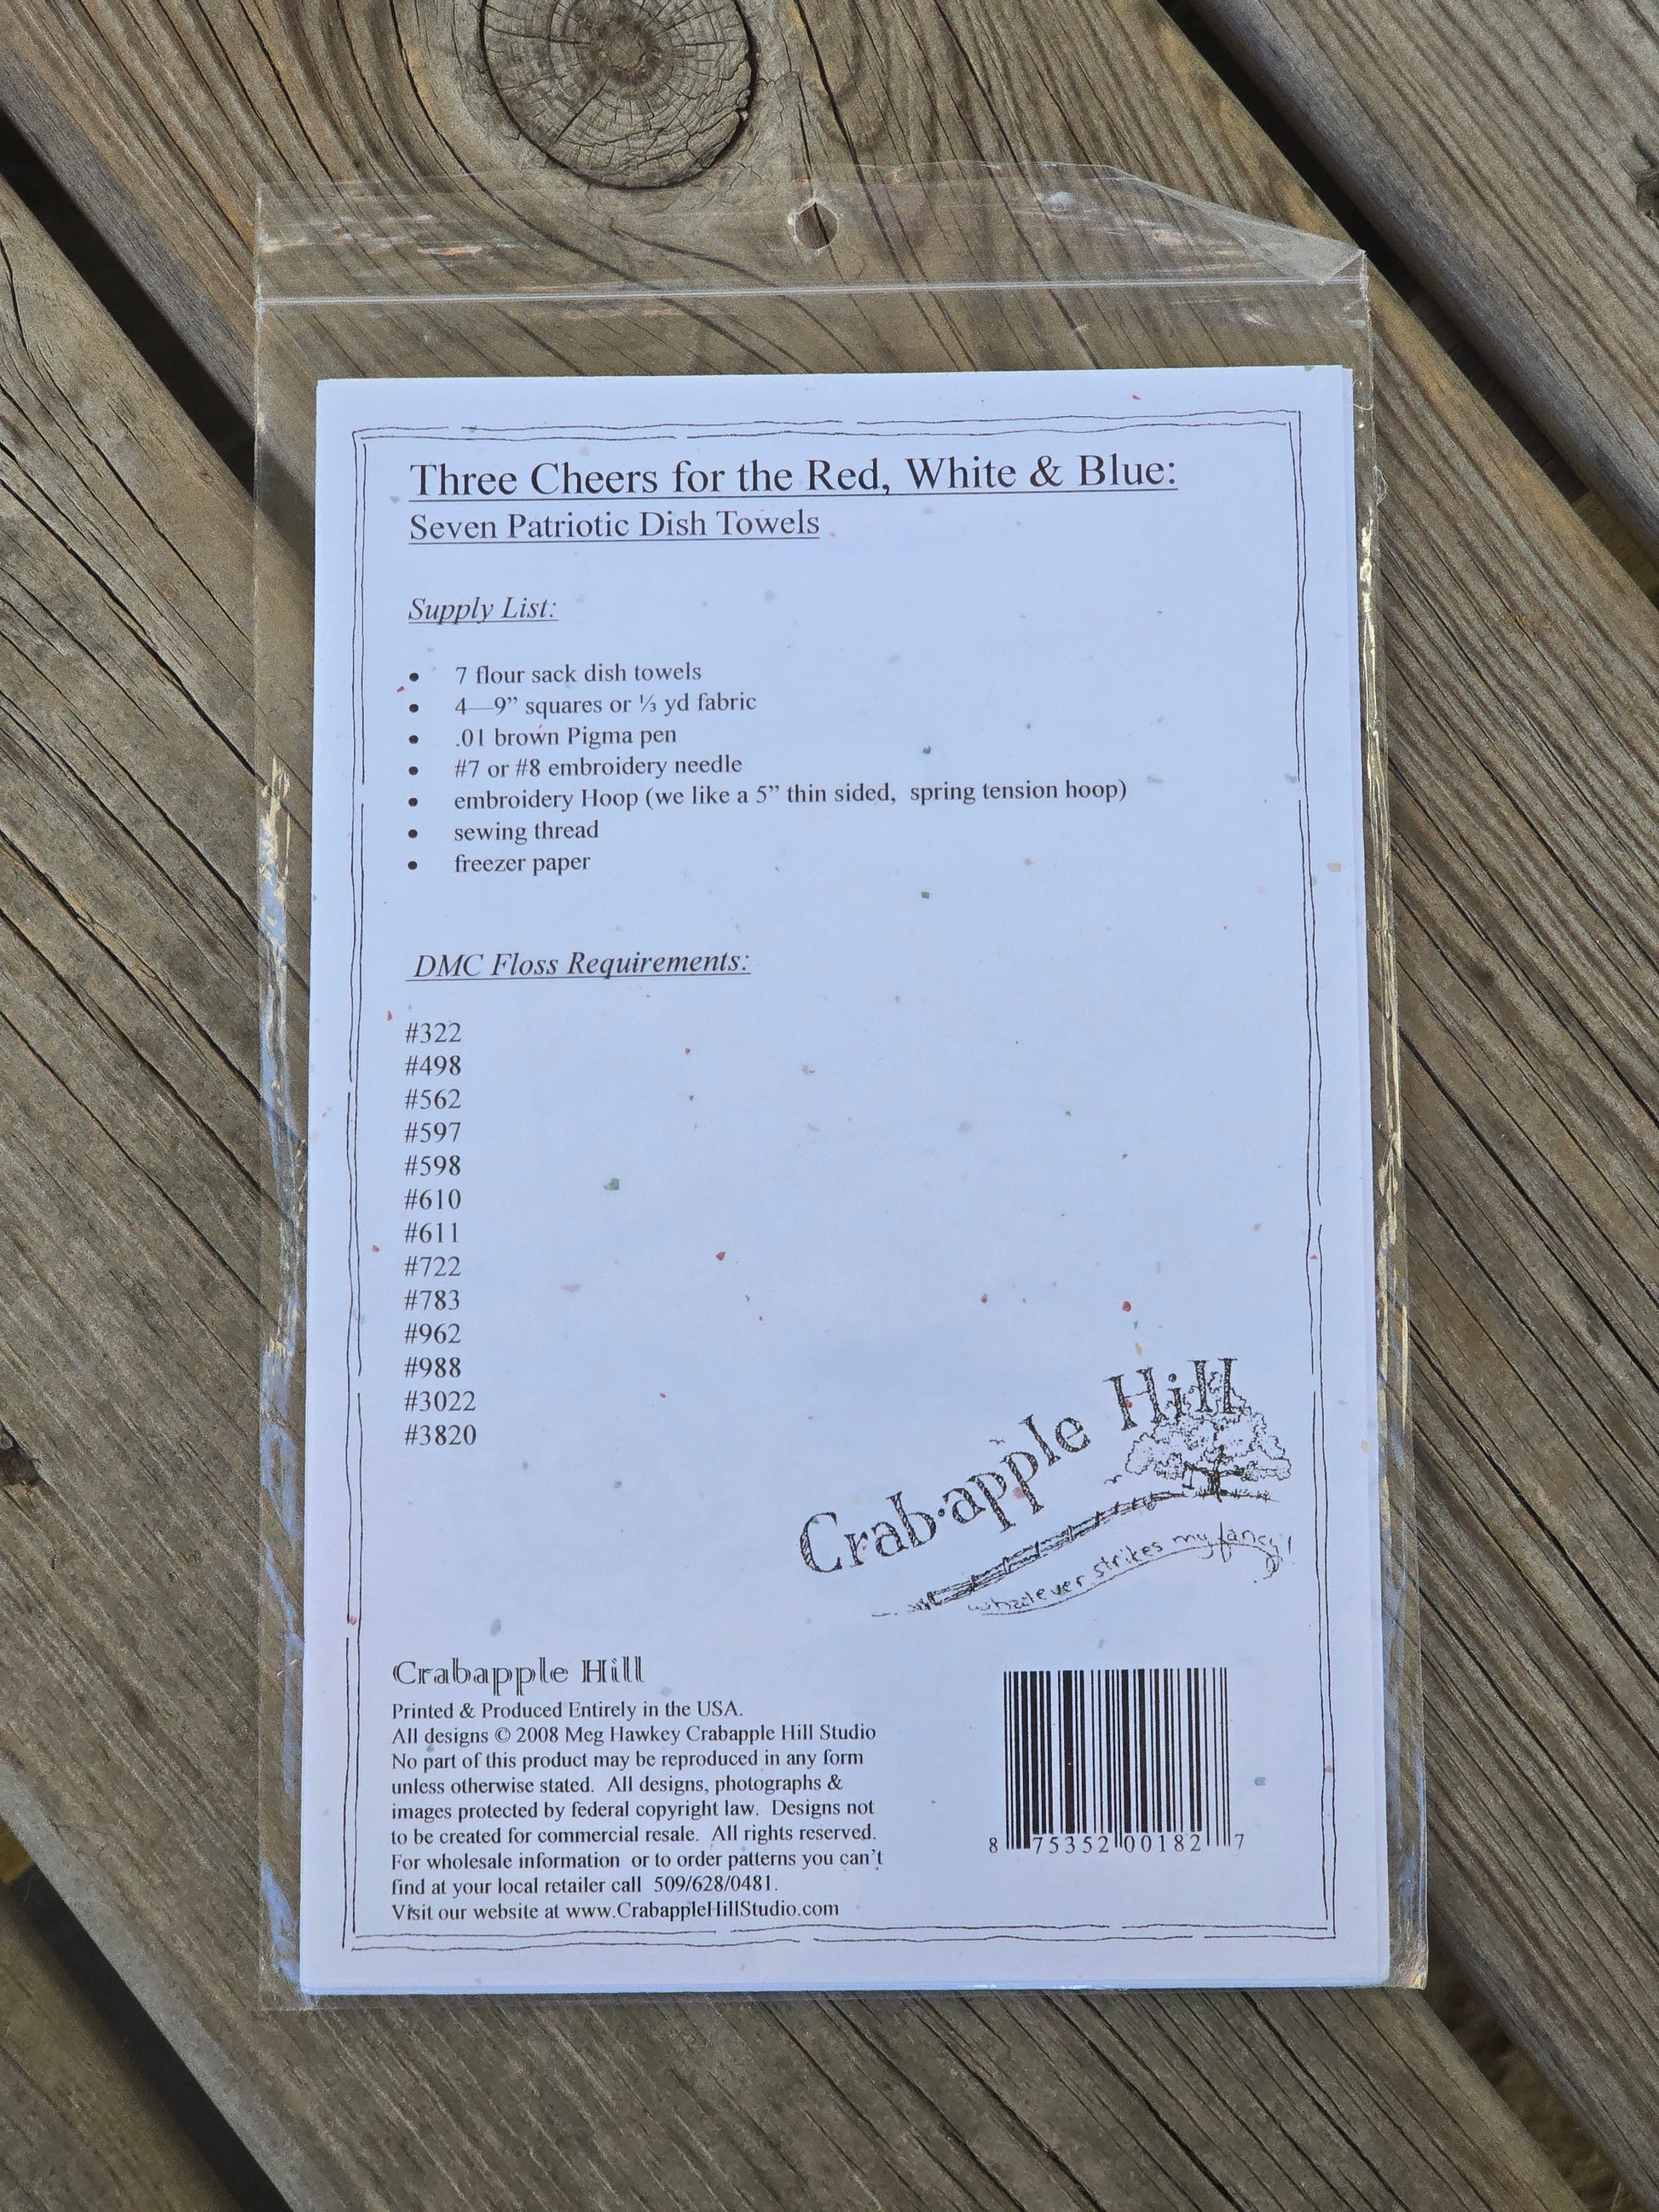 Three Cheers for the Red, White & Blue:
Seven Patriotic Dish Towels
Supply List:
• 7 flour sack dish towels
• 4—9” squares or ⅓ yd fabric
• .01 brown Pigma pen
• #7 or #8 embroidery needle
• embroidery Hoop (we like a 5” thin sided, spring tension hoop)
• sewing thread
• freezer paper
DMC Floss Requirements:
#322
#498
#562
#597
#598
#610
#611
#722
#783
#962
#988
#3022
#3820
Crab·apple Hill
whatever strikes my fancy!
Crabapple Hill
Printed & Produced Entirely in the USA.
All designs © 2008 Meg Hawkey Crabapple Hill Studio
No part of this product may be reproduced in any form
unless otherwise stated. All designs, photographs &
images protected by federal copyright law. Designs not
to be created for commercial resale. All rights reserved.
For wholesale information or to order patterns you can’t
find at your local retailer call 509/628/0481.
Visit our website at www.CrabappleHillStudio.com
8 75352 00182 7